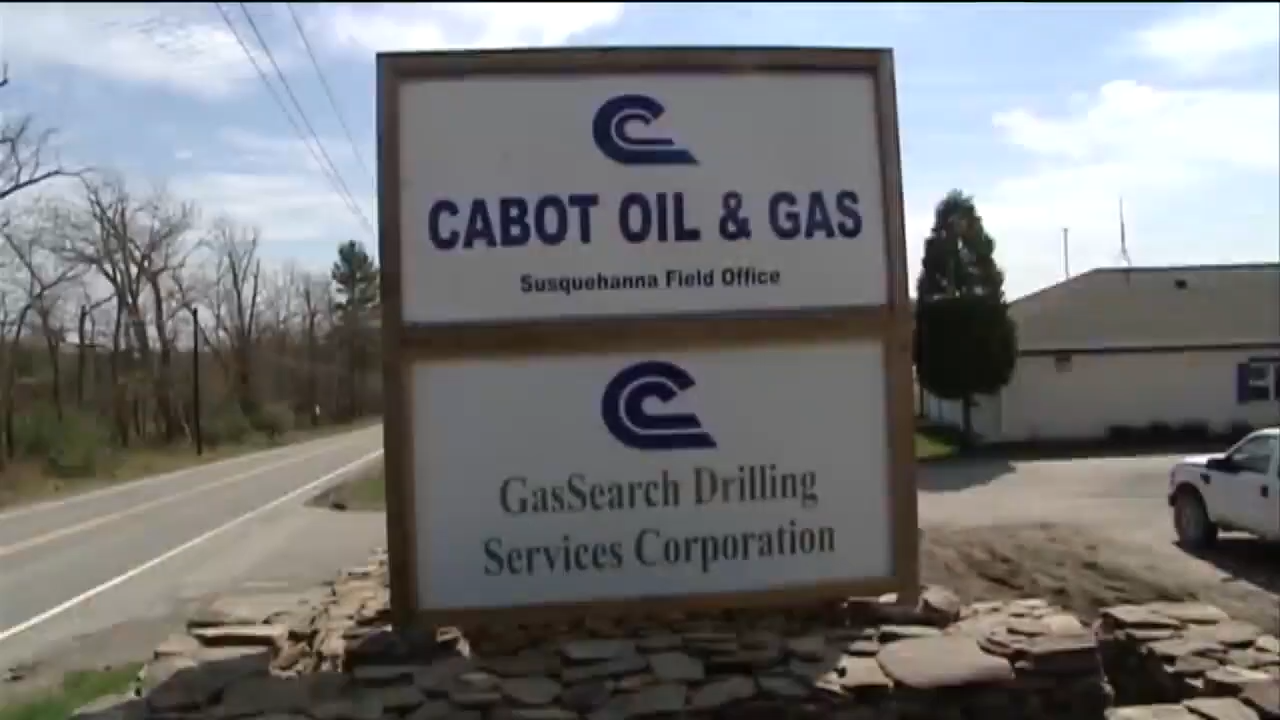 CABOT OIL & GAS
Susquehanna Field Office
GasSearch Drilling
Services Corporation